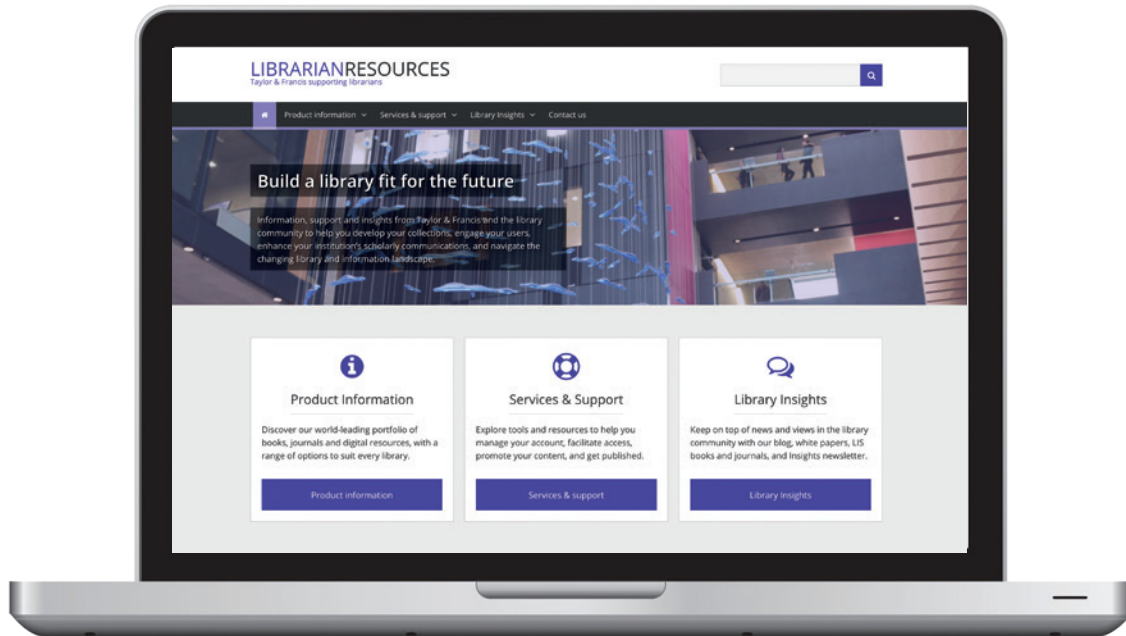 LIBRARIANRESOURCES
Taylor & Francis supporting librarians
Product information
Services & support
Library Insights
Contact us
Build a library fit for the future
Information, support and insights from Taylor & Francis and the library
community to help you develop your collections, engage your users,
enhance your institution's scholarly communications, and navigate the
changing library and information landscape.
Product Information
Discover our world-leading portfolio of
books, journals and digital resources, with a
range of options to suit every library.
Product information
Services & Support
Explore tools and resources to help you
manage your account, facilitate access,
promote your content, and get published.
Services & support
Library Insights
Keep on top of news and views in the library
community with our blog, white papers, LIS
books and journals, and Insights newsletter.
Library Insights